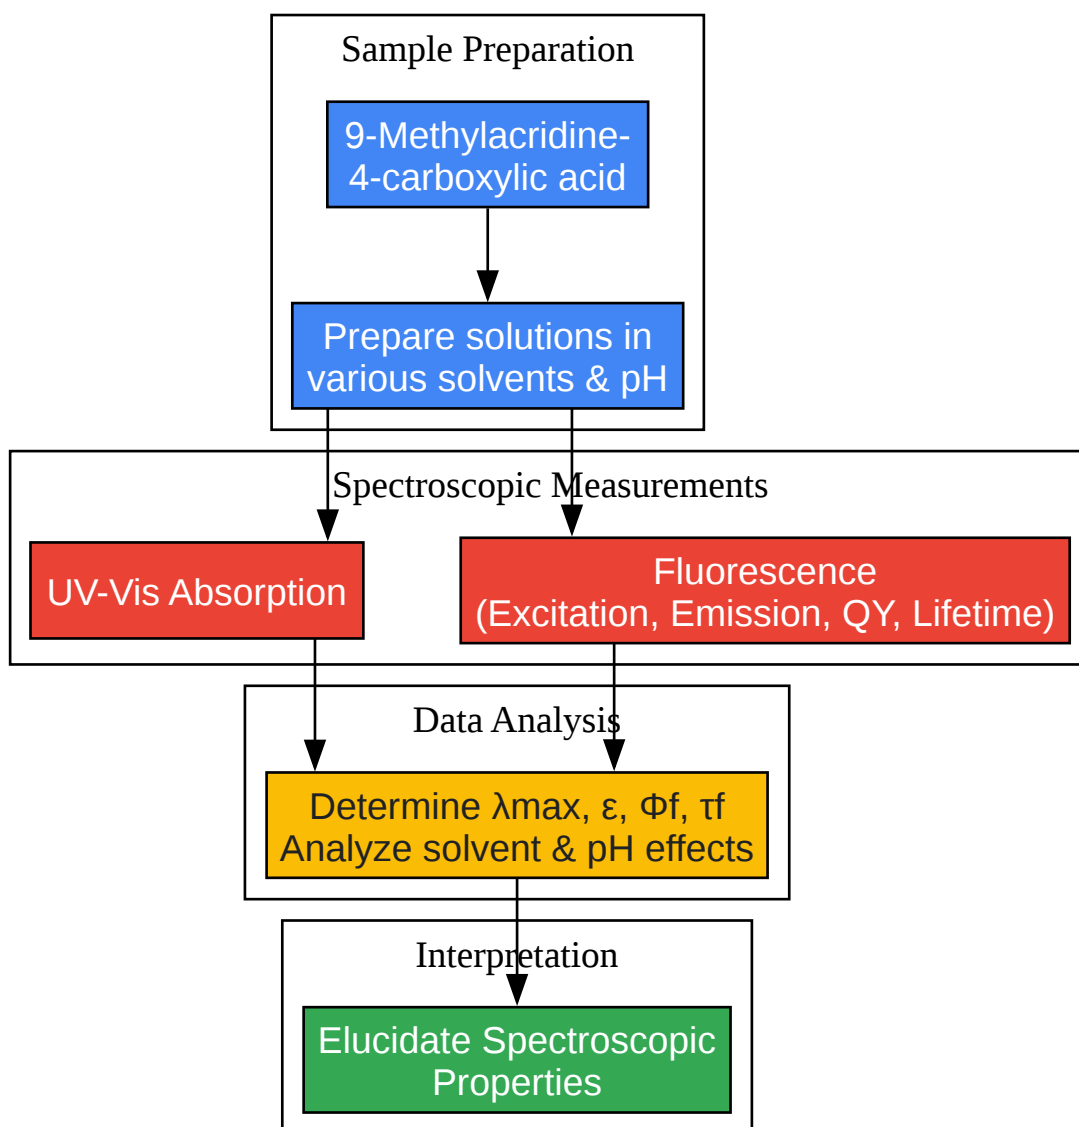 Sample Preparation
9-Methylacridine-
4-carboxylic acid
Prepare solutions in
various solvents & pH
Spectroscopic Measurements
UV-Vis Absorption
Fluorescence
(Excitation, Emission, QY, Lifetime)
Data Analysis
Determine λmax, ε, Φf, τf
Analyze solvent & pH effects
Interpretation
Elucidate Spectroscopic
Properties